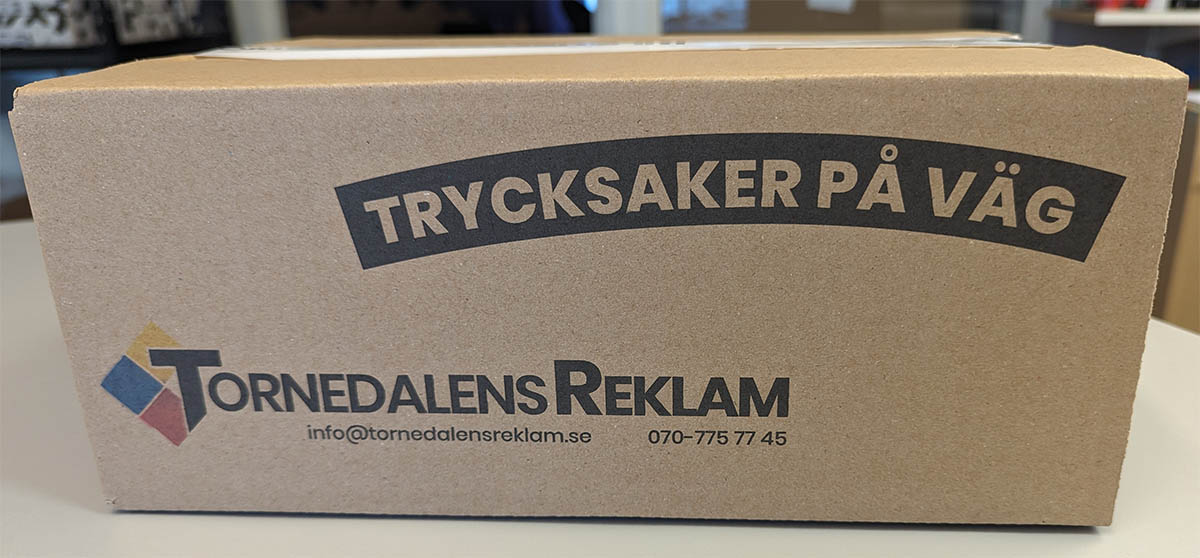 TRYCKSAKER PÅ VÄG
TORNEDALENSREKLAM
info@tornedalensreklam.se 070-775 77 45